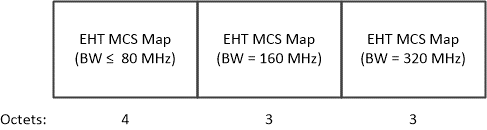 EHT MCS Map EHT MCS Map EHT MCS Map
(BW ≤ 80 MHz) (BW = 160 MHz) (BW = 320 MHz)
Octets: 4 3 3